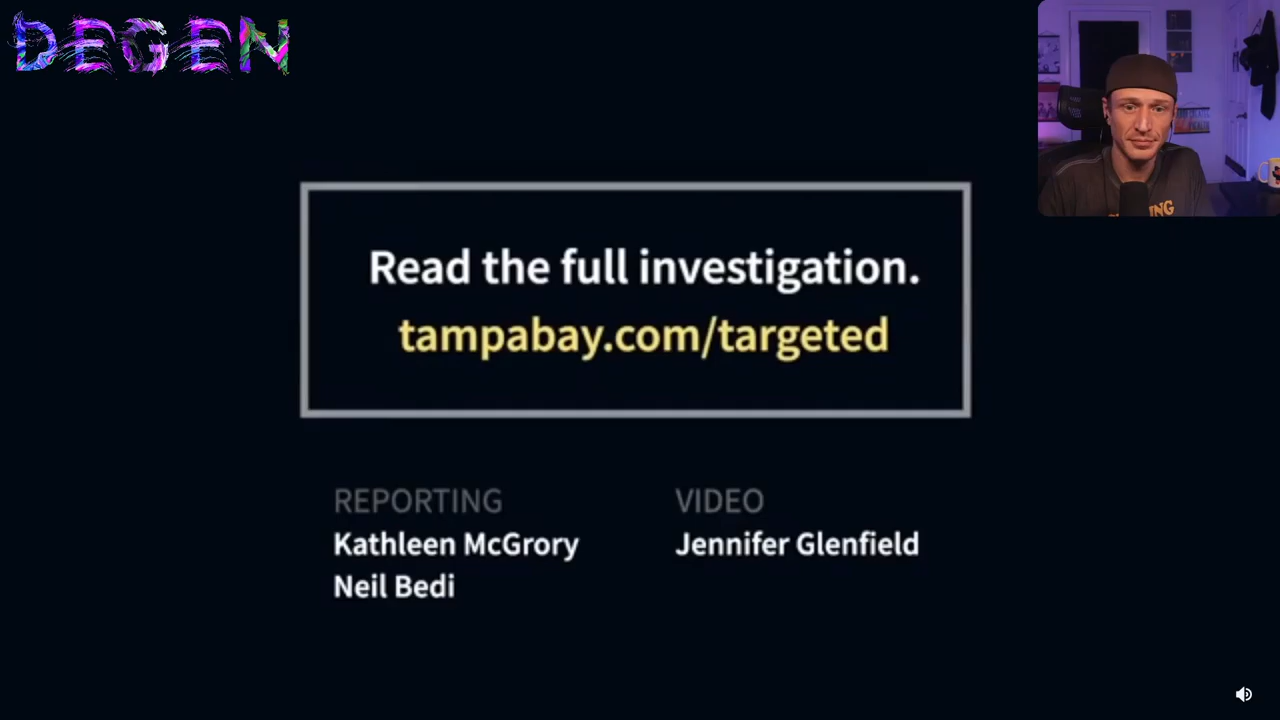 DEGEN
Read the full investigation.
tampabay.com/targeted
REPORTING
Kathleen McGrory
Neil Bedi
VIDEO
Jennifer Glenfield